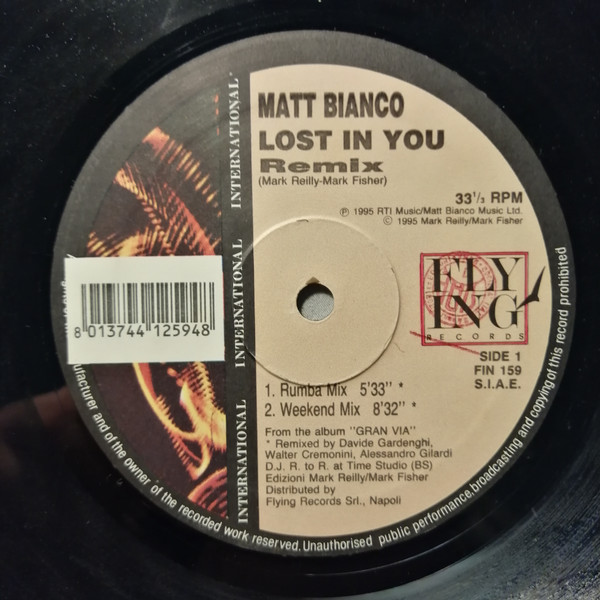 MATT BIANCO
LOST IN YOU
Remix
(Mark Reilly-Mark Fisher)
33⅓ RPM
℗ 1995 RTI Music/Matt Bianco Music Ltd.
© 1995 Mark Reilly/Mark Fisher
FLY
ING
RECORDS
SIDE 1
FIN 159
S.I.A.E.
1. Rumba Mix 5'33'' *
2. Weekend Mix 8'32'' *
From the album ''GRAN VIA''
* Remixed by Davide Gardenghi,
Walter Cremonini, Alessandro Gilardi
D.J. R. to R. at Time Studio (BS)
Edizioni Mark Reilly/Mark Fisher
Distributed by
Flying Records Srl., Napoli
INTERNATIONAL
INTERNATIONAL
INTERNATIONAL
8 013744 125948
and of the owner of the recorded work reserved. Unauthorised public performance, broadcasting and copying of this record prohibited